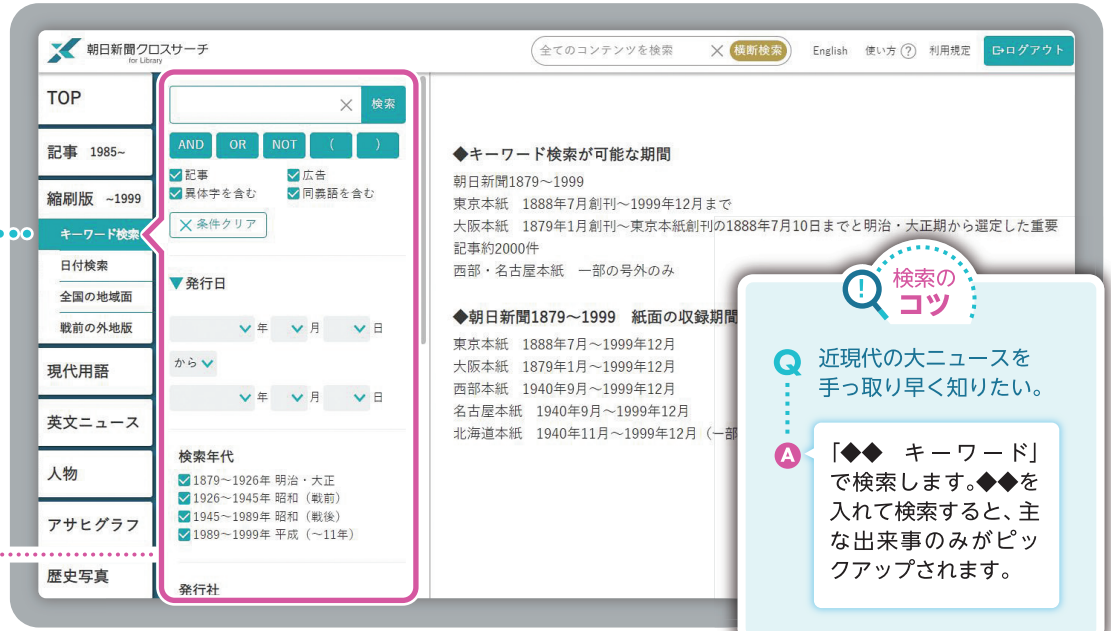 朝日新聞クロスサーチ
for Library
全てのコンテンツを検索
横断検索
English 使い方 ? 利用規定
ログアウト
TOP
記事 1985~
縮刷版 ~1999
キーワード検索
日付検索
全国の地域面
戦前の外地版
現代用語
英文ニュース
人物
アサヒグラフ
歴史写真
検索
AND OR NOT ( )
記事 広告
異体字を含む 同義語を含む
条件クリア
▼発行日
年 月 日
から
年 月 日
検索年代
1879～1926年 明治・大正
1926～1945年 昭和（戦前）
1945～1989年 昭和（戦後）
1989～1999年 平成（～11年）
発行社
◆キーワード検索が可能な期間
朝日新聞1879～1999
東京本紙 1888年7月創刊～1999年12月まで
大阪本紙 1879年1月創刊～東京本紙創刊の1888年7月10日までと明治・大正期から選定した重要
記事約2000件
西部・名古屋本紙 一部の号外のみ
◆朝日新聞1879～1999 紙面の収録期間
東京本紙 1888年7月～1999年12月
大阪本紙 1879年1月～1999年12月
西部本紙 1940年9月～1999年12月
名古屋本紙 1940年9月～1999年12月
北海道本紙 1940年11月～1999年12月（一部
!
検索の
コツ
Q 近現代の大ニュースを
手っ取り早く知りたい。
A 「◆◆ キーワード」
で検索します。◆◆を
入れて検索すると、主
な出来事のみがピッ
クアップされます。